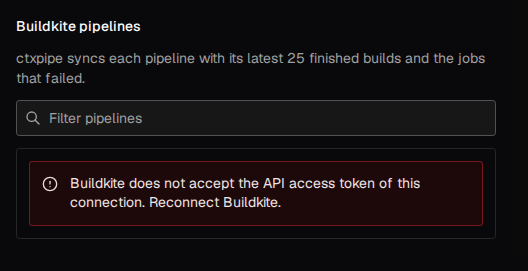 Buildkite pipelines
ctxpipe syncs each pipeline with its latest 25 finished builds and the jobs
that failed.
Filter pipelines
Buildkite does not accept the API access token of this
connection. Reconnect Buildkite.